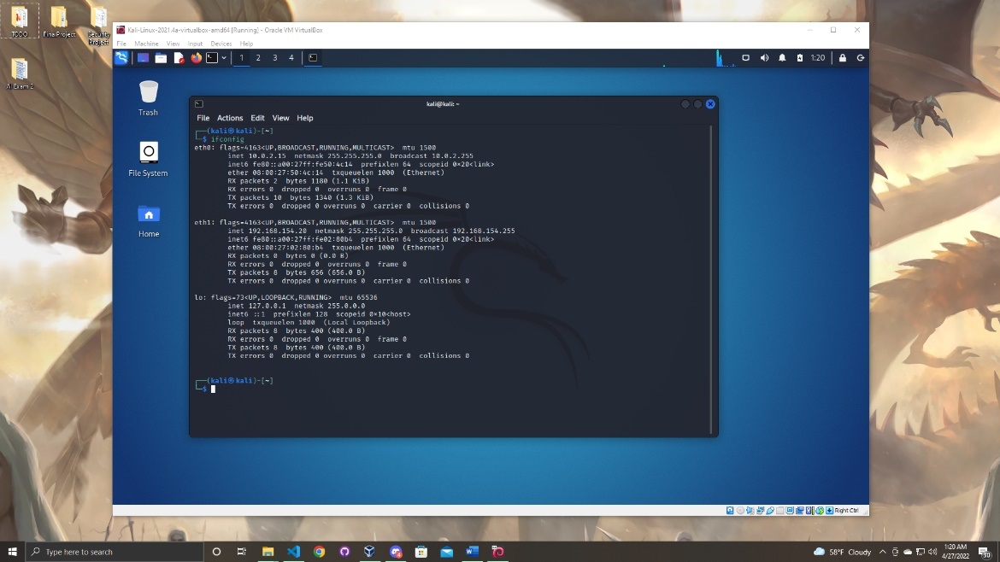 TODO
Final Project
Security Project
AI Exam 2
Kali-Linux-2021.4a-virtualbox-amd64 [Running] - Oracle VM VirtualBox
File Machine View Input Devices Help
1 2 3 4
1:20
Trash
File System
Home
kali@kali: ~
File Actions Edit View Help
┌──(kali㉿kali)-[~]
└─$ ifconfig
eth0: flags=4163<UP,BROADCAST,RUNNING,MULTICAST>  mtu 1500
        inet 10.0.2.15  netmask 255.255.255.0  broadcast 10.0.2.255
        inet6 fe80::a00:27ff:fe50:4c14  prefixlen 64  scopeid 0×20<link>
        ether 08:00:27:50:4c:14  txqueuelen 1000  (Ethernet)
        RX packets 2  bytes 1180 (1.1 KiB)
        RX errors 0  dropped 0  overruns 0  frame 0
        TX packets 10  bytes 1340 (1.3 KiB)
        TX errors 0  dropped 0 overruns 0  carrier 0  collisions 0
eth1: flags=4163<UP,BROADCAST,RUNNING,MULTICAST>  mtu 1500
        inet 192.168.154.20  netmask 255.255.255.0  broadcast 192.168.154.255
        inet6 fe80::a00:27ff:fe02:80b4  prefixlen 64  scopeid 0×20<link>
        ether 08:00:27:02:80:b4  txqueuelen 1000  (Ethernet)
        RX packets 0  bytes 0 (0.0 B)
        RX errors 0  dropped 0  overruns 0  frame 0
        TX packets 8  bytes 656 (656.0 B)
        TX errors 0  dropped 0 overruns 0  carrier 0  collisions 0
lo: flags=73<UP,LOOPBACK,RUNNING>  mtu 65536
        inet 127.0.0.1  netmask 255.0.0.0
        inet6 ::1  prefixlen 128  scopeid 0×10<host>
        loop  txqueuelen 1000  (Local Loopback)
        RX packets 8  bytes 400 (400.0 B)
        RX errors 0  dropped 0  overruns 0  frame 0
        TX packets 8  bytes 400 (400.0 B)
        TX errors 0  dropped 0 overruns 0  carrier 0  collisions 0
┌──(kali㉿kali)-[~]
└─$
Right Ctrl
Type here to search
58°F Cloudy
1:20 AM
4/27/2022
30